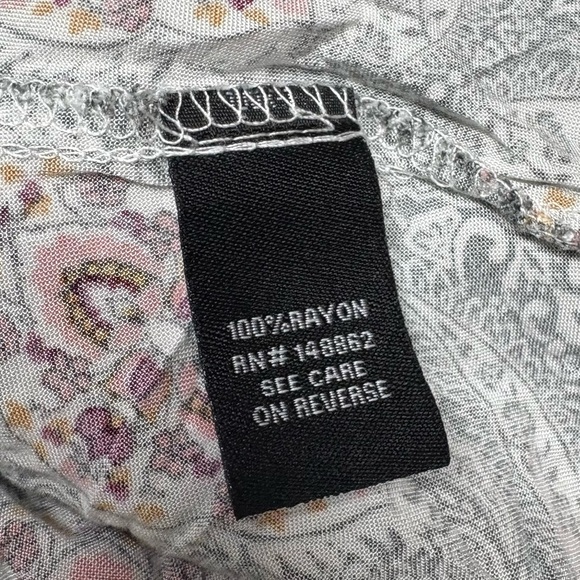 100%RAYON
RN# 148862
SEE CARE
ON REVERSE